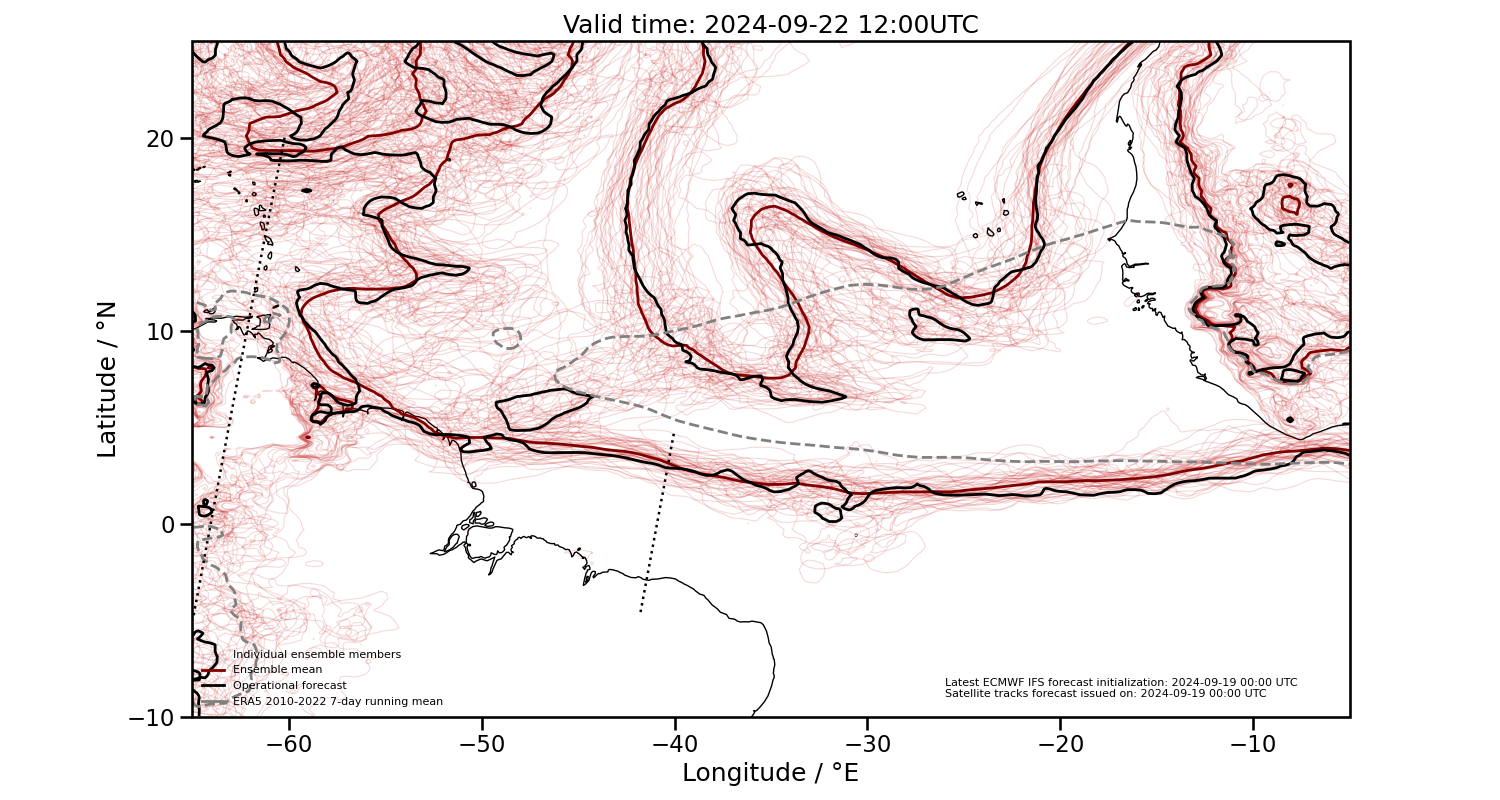 Valid time: 2024-09-22 12:00UTC
20
10
0
−10
Latitude / °N
Individual ensemble members
Ensemble mean
Operational forecast
ERA5 2010-2022 7-day running mean
Latest ECMWF IFS forecast initialization: 2024-09-19 00:00 UTC
Satellite tracks forecast issued on: 2024-09-19 00:00 UTC
−60 −50 −40 −30 −20 −10
Longitude / °E